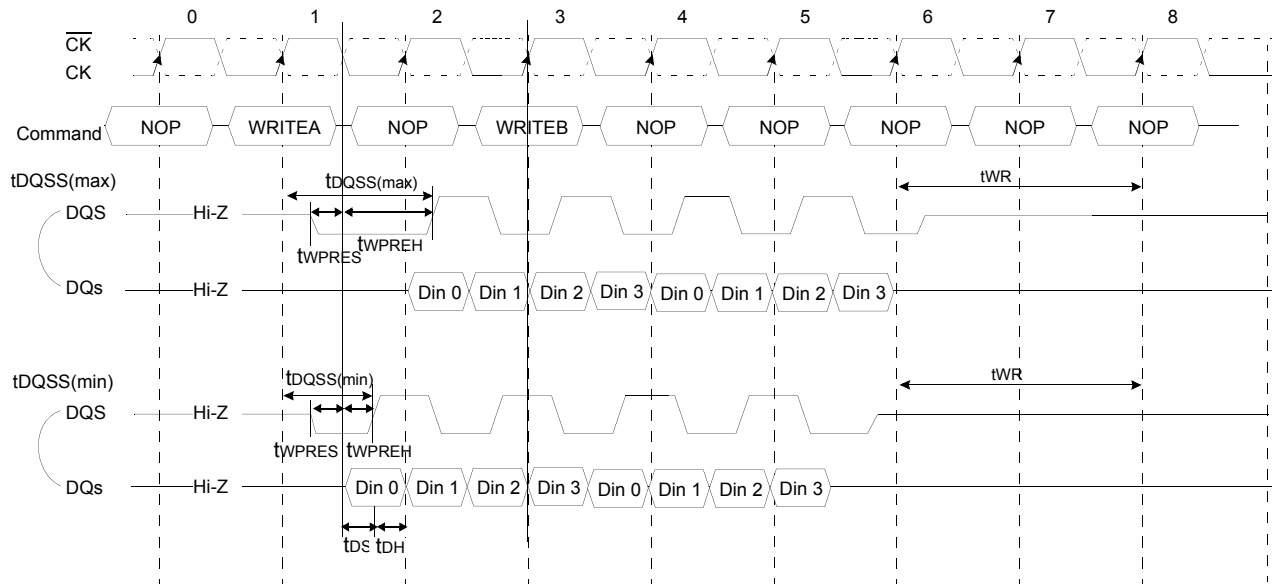 0 1 2 3 4 5 6 7 8
CK
CK
Command NOP WRITEA NOP WRITEB NOP NOP NOP NOP NOP
tDQSS(max) tDQSS(max) tWR
DQS Hi-Z
tWPRES tWPREH
DQs Hi-Z Din 0 Din 1 Din 2 Din 3 Din 0 Din 1 Din 2 Din 3
tDQSS(min) tDQSS(min) tWR
DQS Hi-Z
tWPRES tWPREH
DQs Hi-Z Din 0 Din 1 Din 2 Din 3 Din 0 Din 1 Din 2 Din 3
tDS tDH